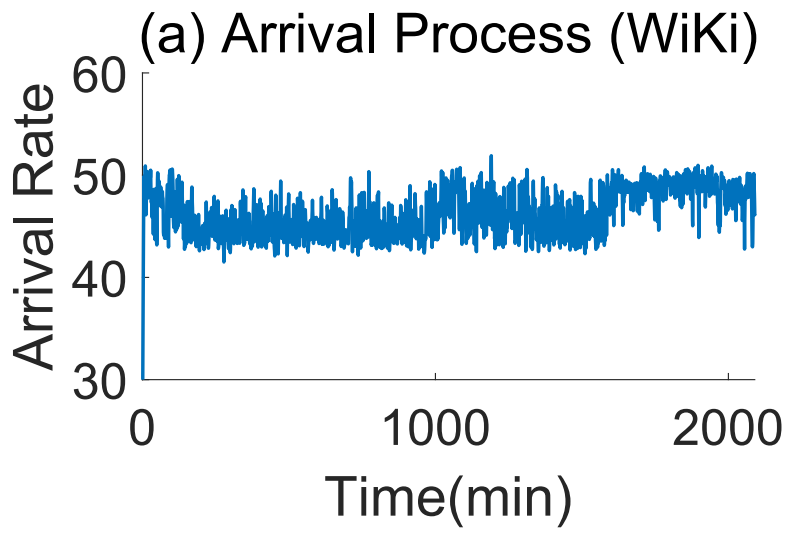 (a) Arrival Process (WiKi)
60
50
40
30
Arrival Rate
0 1000 2000
Time(min)